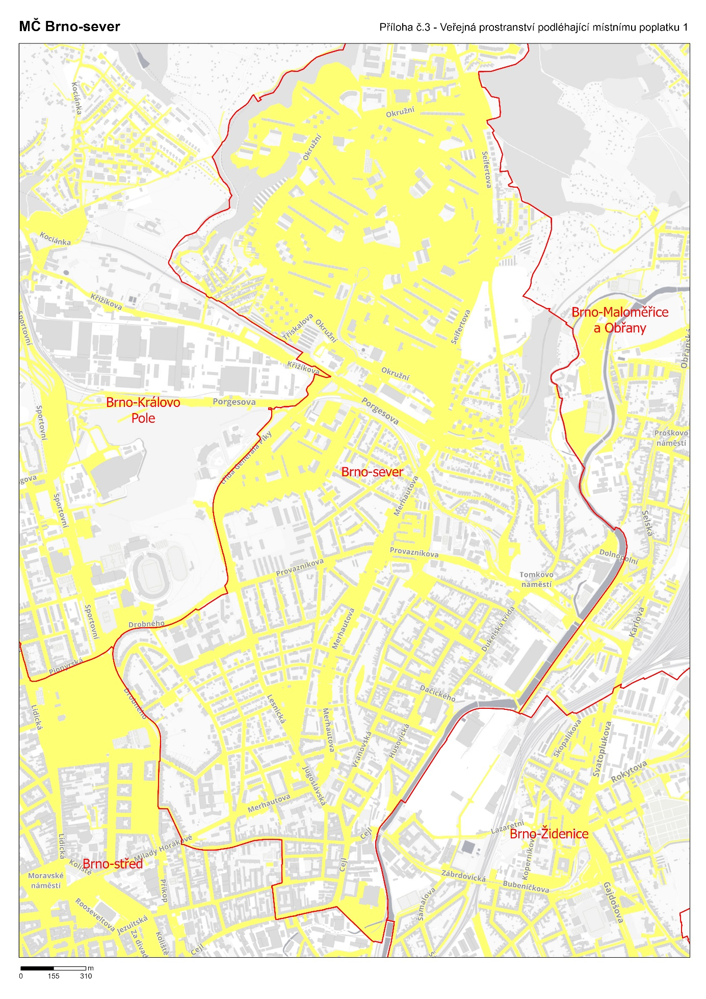 MČ Brno-sever
Příloha č.3 - Veřejná prostranství podléhající místnímu poplatku 1
Kociánka
Okružní
Okružní
Seifertova
Kociánka
Křižíkova
Sportovní
Třískalova
Okružní
Seifertova
Brno-Maloměřice
a Obřany
Obřanská
Křižíkova
Okružní
Brno-Královo
Pole
Porgesova
Porgesova
Sportovní
třída Generála Píky
Proškovo
náměstí
Brno-sever
Merhautova
gova
Sportovní
Selská
Provazníkova
Dolnopolní
Provazníkova
Tomkovo
náměstí
Sportovní
Drobného
Merhautova
Dukelská třída
Karlova
Pionýrská
Drobného
Dačického
Lidická
Lesnická
Merhautova
Vranovská
Husovická
Skopalíkova
Svatoplukova
Rokytova
Jugoslávská
Merhautova
Cejl
Lazaretní
Brno-Židenice
Lidická
Milady Horákové
Koliště
Brno-střed
Moravské
náměstí
Cejl
Koperníkova
Zábrdovická
Bubeníčkova
Příkop
Šámalova
Gajdošova
Rooseveltova
Jezuitská
Za divad
Koliště
Cejl
m
0 155 310